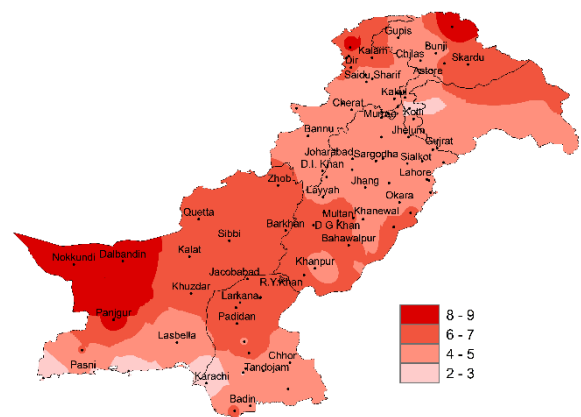 Gupis
Kalam
Dir
Chilas
Bunji
Astore
Skardu
Saidu Sharif
Cherat
Kakul
Kotli
Bannu
Jhelum
Gujrat
Joharabad
Sargodha
Sialkot
D.I. Khan
Zhob
Jhang
Lahore
Layyah
Okara
Quetta
Multan
Khanewal
Sibbi
Barkhan
D G Khan
Bahawalpur
Nokkundi
Dalbandin
Kalat
Khanpur
Jacobabad
R.Y.Khan
Khuzdar
Larkana
Panjgur
Padidan
Lasbella
Pasni
Chhor
Karachi
Tandojam
Badin
8 - 9
6 - 7
4 - 5
2 - 3